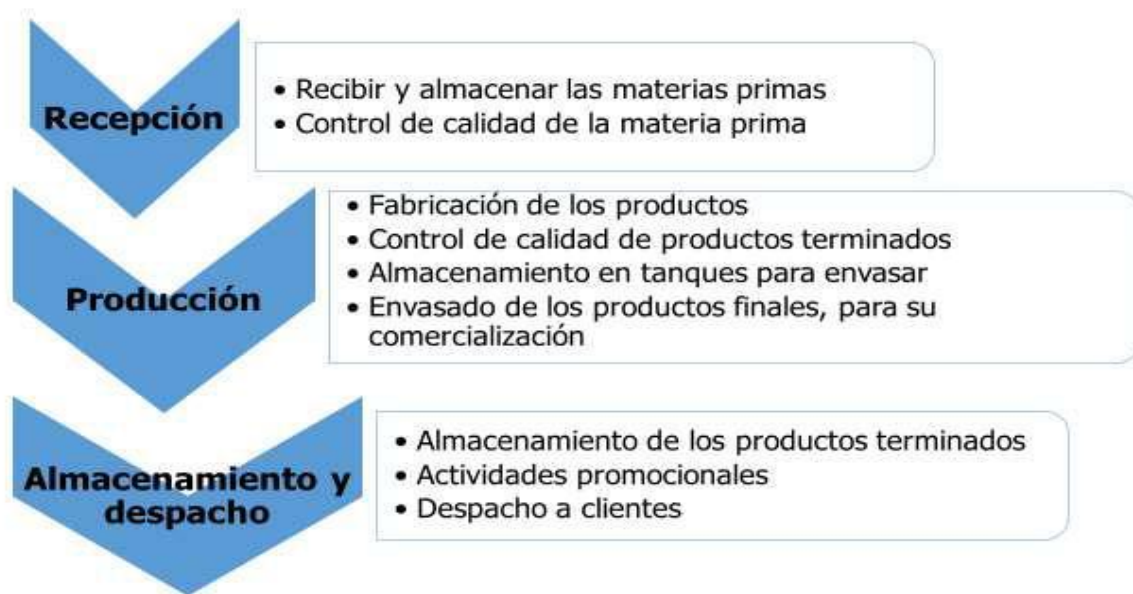 Recepción
• Recibir y almacenar las materias primas
• Control de calidad de la materia prima
Producción
• Fabricación de los productos
• Control de calidad de productos terminados
• Almacenamiento en tanques para envasar
• Envasado de los productos finales, para su
comercialización
Almacenamiento y
despacho
• Almacenamiento de los productos terminados
• Actividades promocionales
• Despacho a clientes